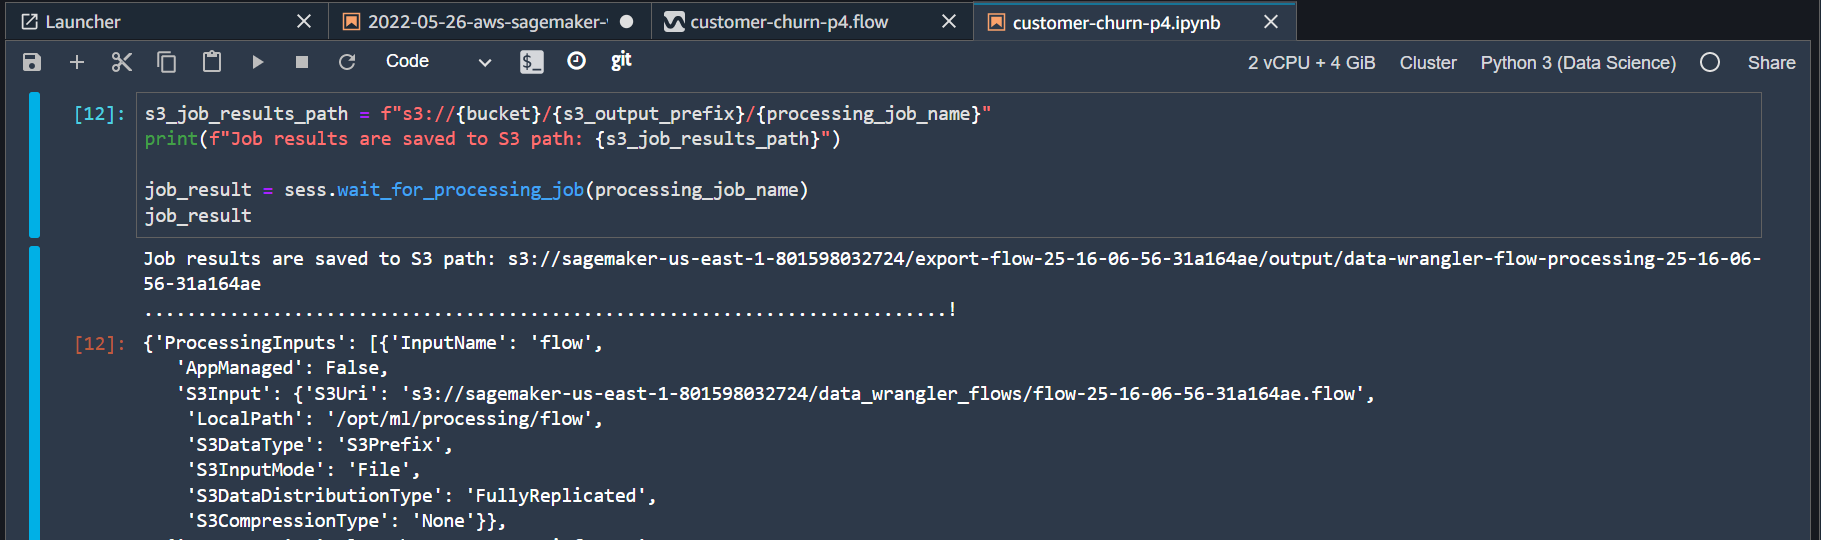 Launcher
2022-05-26-aws-sagemaker-
customer-churn-p4.flow
customer-churn-p4.ipynb
Code
$_
git
2 vCPU + 4 GiB
Cluster
Python 3 (Data Science)
Share
[12]: s3_job_results_path = f"s3://{bucket}/{s3_output_prefix}/{processing_job_name}"
print(f"Job results are saved to S3 path: {s3_job_results_path}")
job_result = sess.wait_for_processing_job(processing_job_name)
job_result
Job results are saved to S3 path: s3://sagemaker-us-east-1-801598032724/export-flow-25-16-06-56-31a164ae/output/data-wrangler-flow-processing-25-16-06-
56-31a164ae
...........................................................................!
[12]: {'ProcessingInputs': [{'InputName': 'flow',
'AppManaged': False,
'S3Input': {'S3Uri': 's3://sagemaker-us-east-1-801598032724/data_wrangler_flows/flow-25-16-06-56-31a164ae.flow',
'LocalPath': '/opt/ml/processing/flow',
'S3DataType': 'S3Prefix',
'S3InputMode': 'File',
'S3DataDistributionType': 'FullyReplicated',
'S3CompressionType': 'None'}},